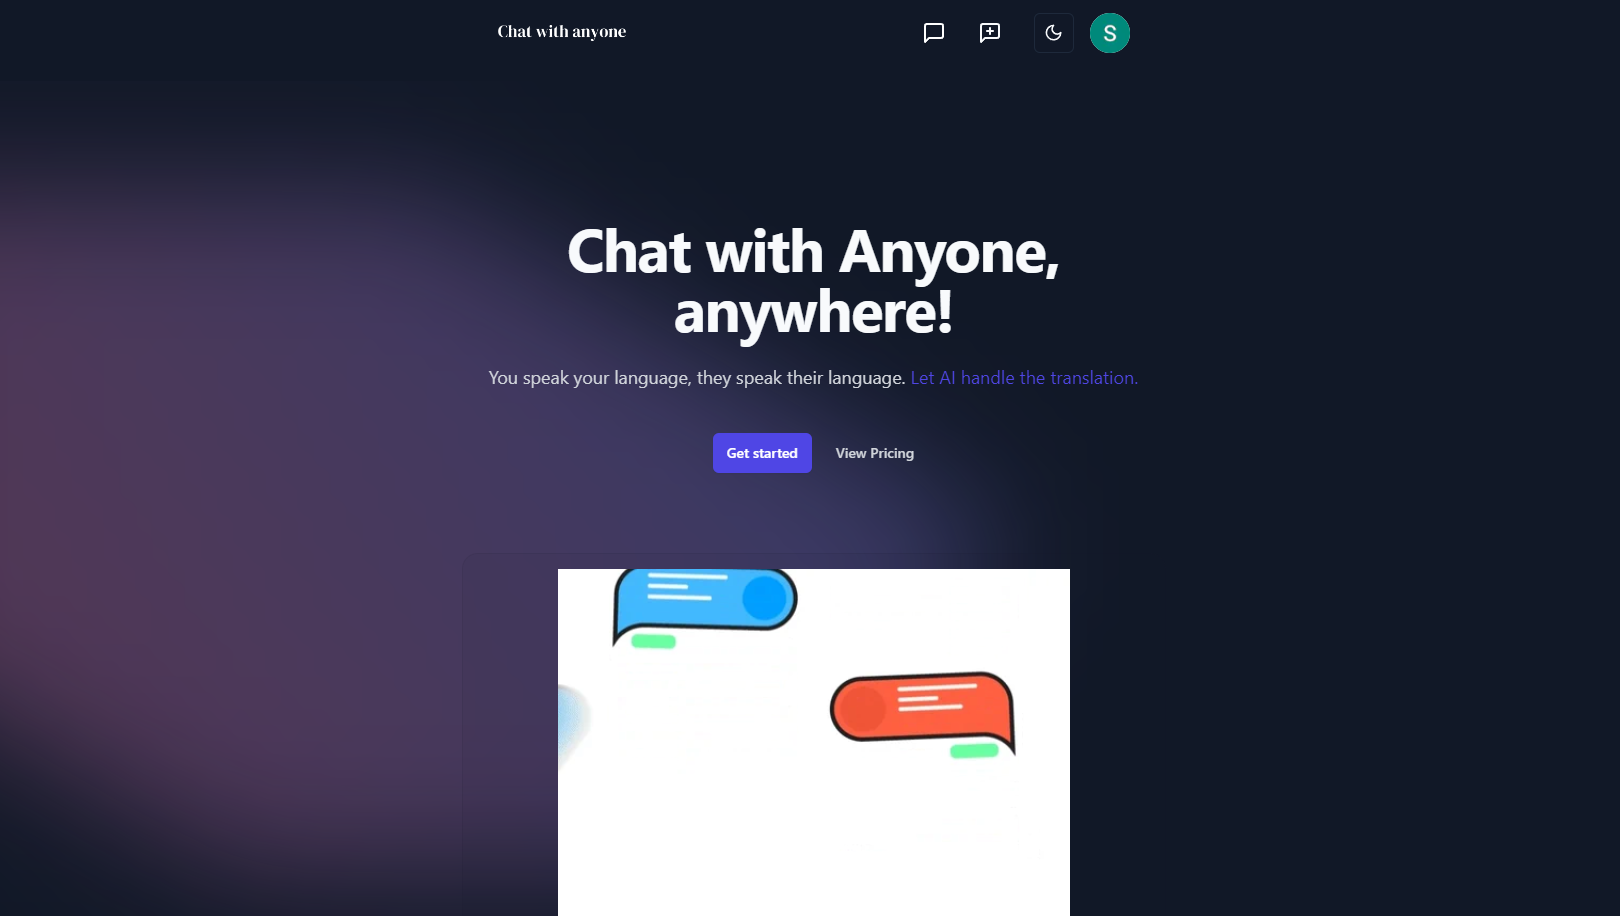 Chat with anyone
S
Chat with Anyone,
anywhere!
You speak your language, they speak their language. Let AI handle the translation.
Get started
View Pricing